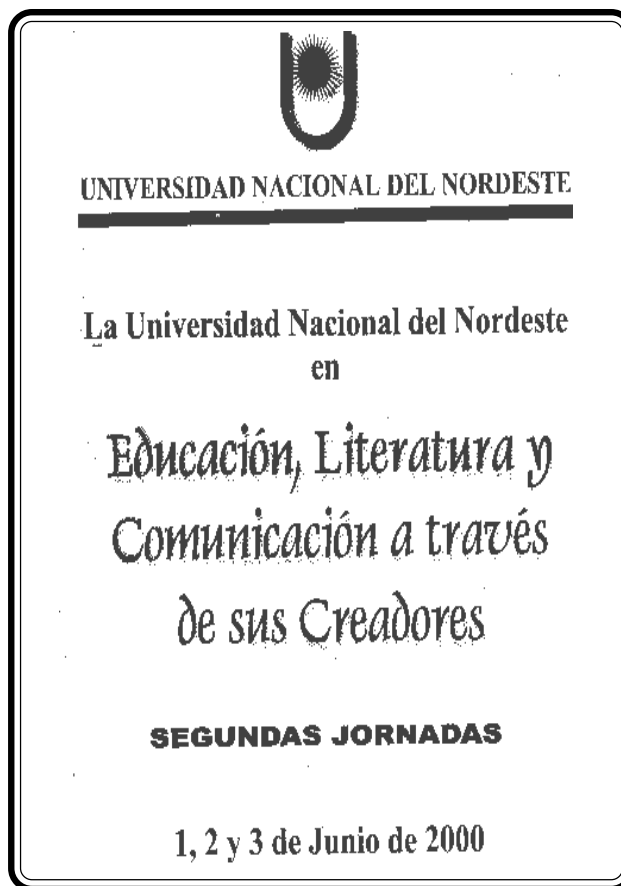 UNIVERSIDAD NACIONAL DEL NORDESTE
La Universidad Nacional del Nordeste
en
Educación, Literatura y
Comunicación a través
de sus Creadores
SEGUNDAS JORNADAS
1, 2 y 3 de Junio de 2000